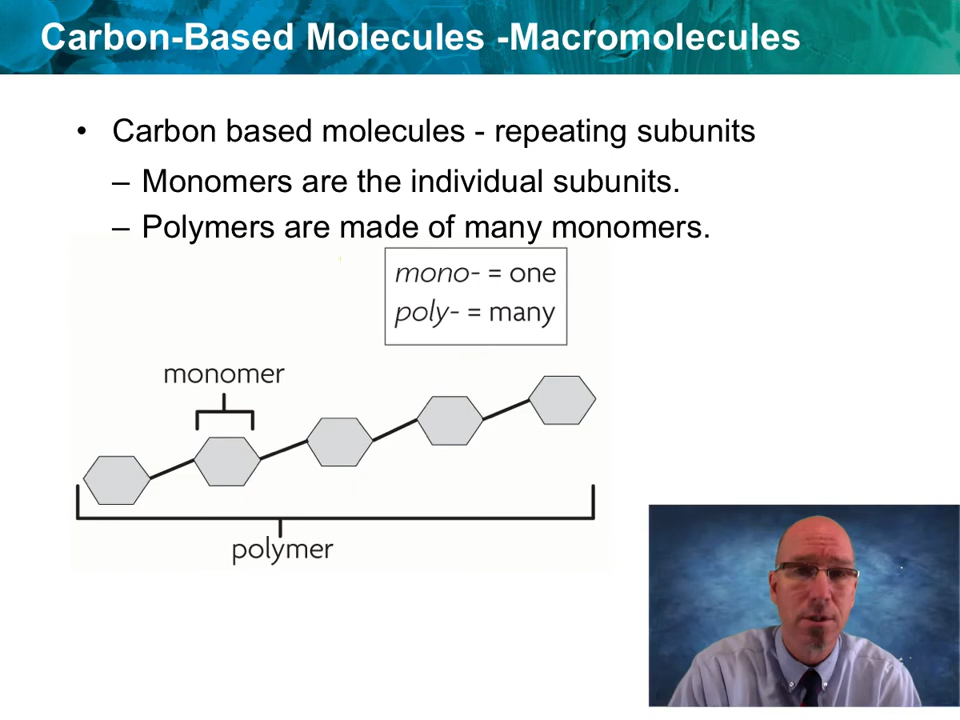 Carbon-Based Molecules -Macromolecules
• Carbon based molecules - repeating subunits
– Monomers are the individual subunits.
– Polymers are made of many monomers.
mono- = one
poly- = many
monomer
polymer